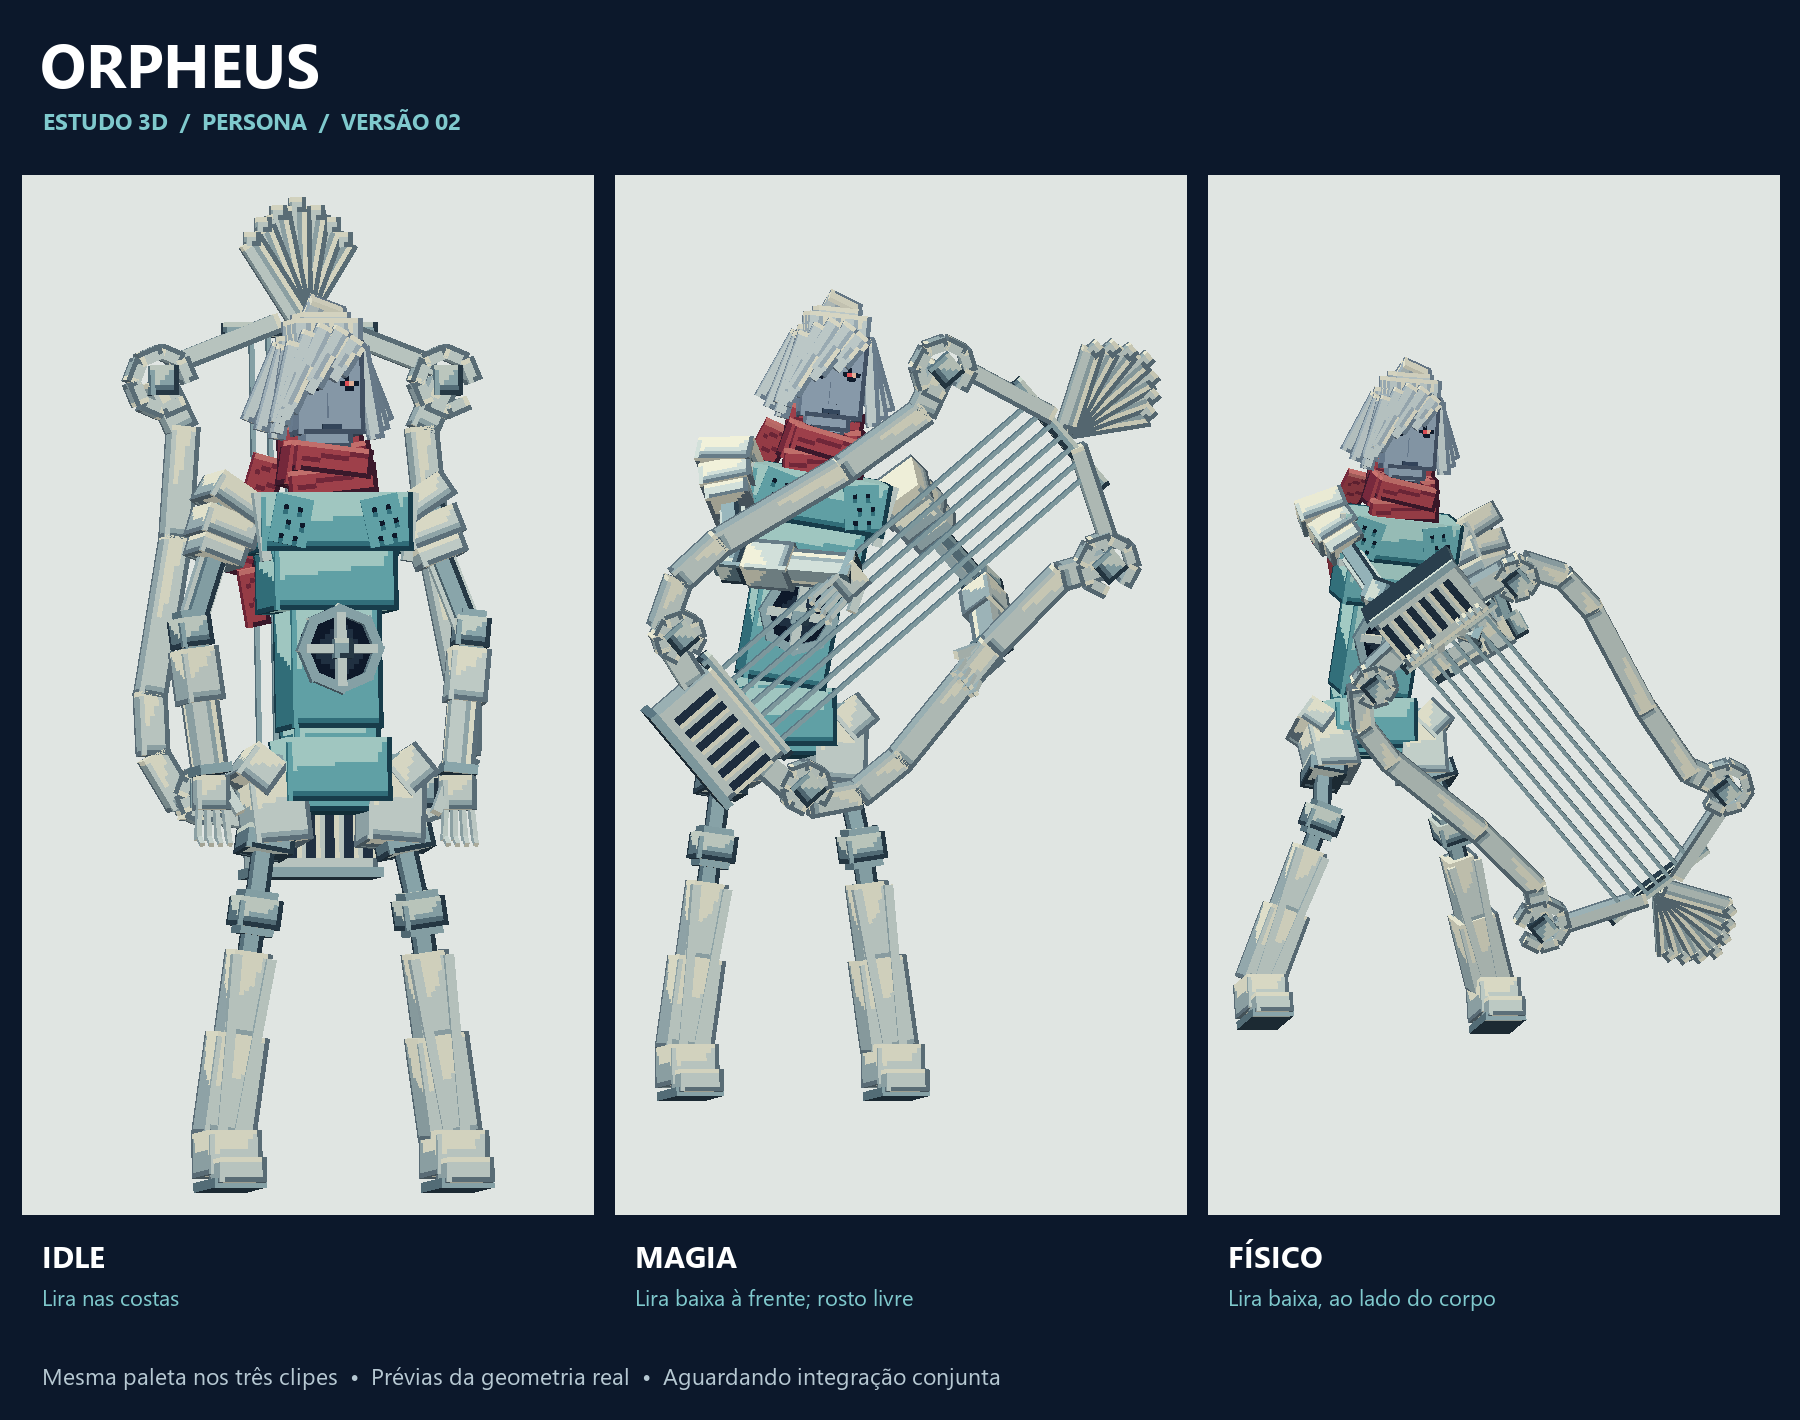 ORPHEUS
ESTUDO 3D / PERSONA / VERSÃO 02
IDLE
Lira nas costas
MAGIA
Lira baixa à frente; rosto livre
FÍSICO
Lira baixa, ao lado do corpo
Mesma paleta nos três clipes • Prévias da geometria real • Aguardando integração conjunta